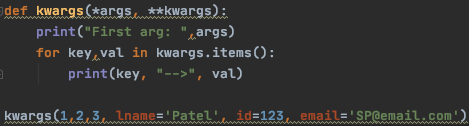 def kwargs(*args, **kwargs):
    print("First arg: ",args)
    for key,val in kwargs.items():
        print(key, "-->", val)
kwargs(1,2,3, lname='Patel', id=123, email='SP@email.com')